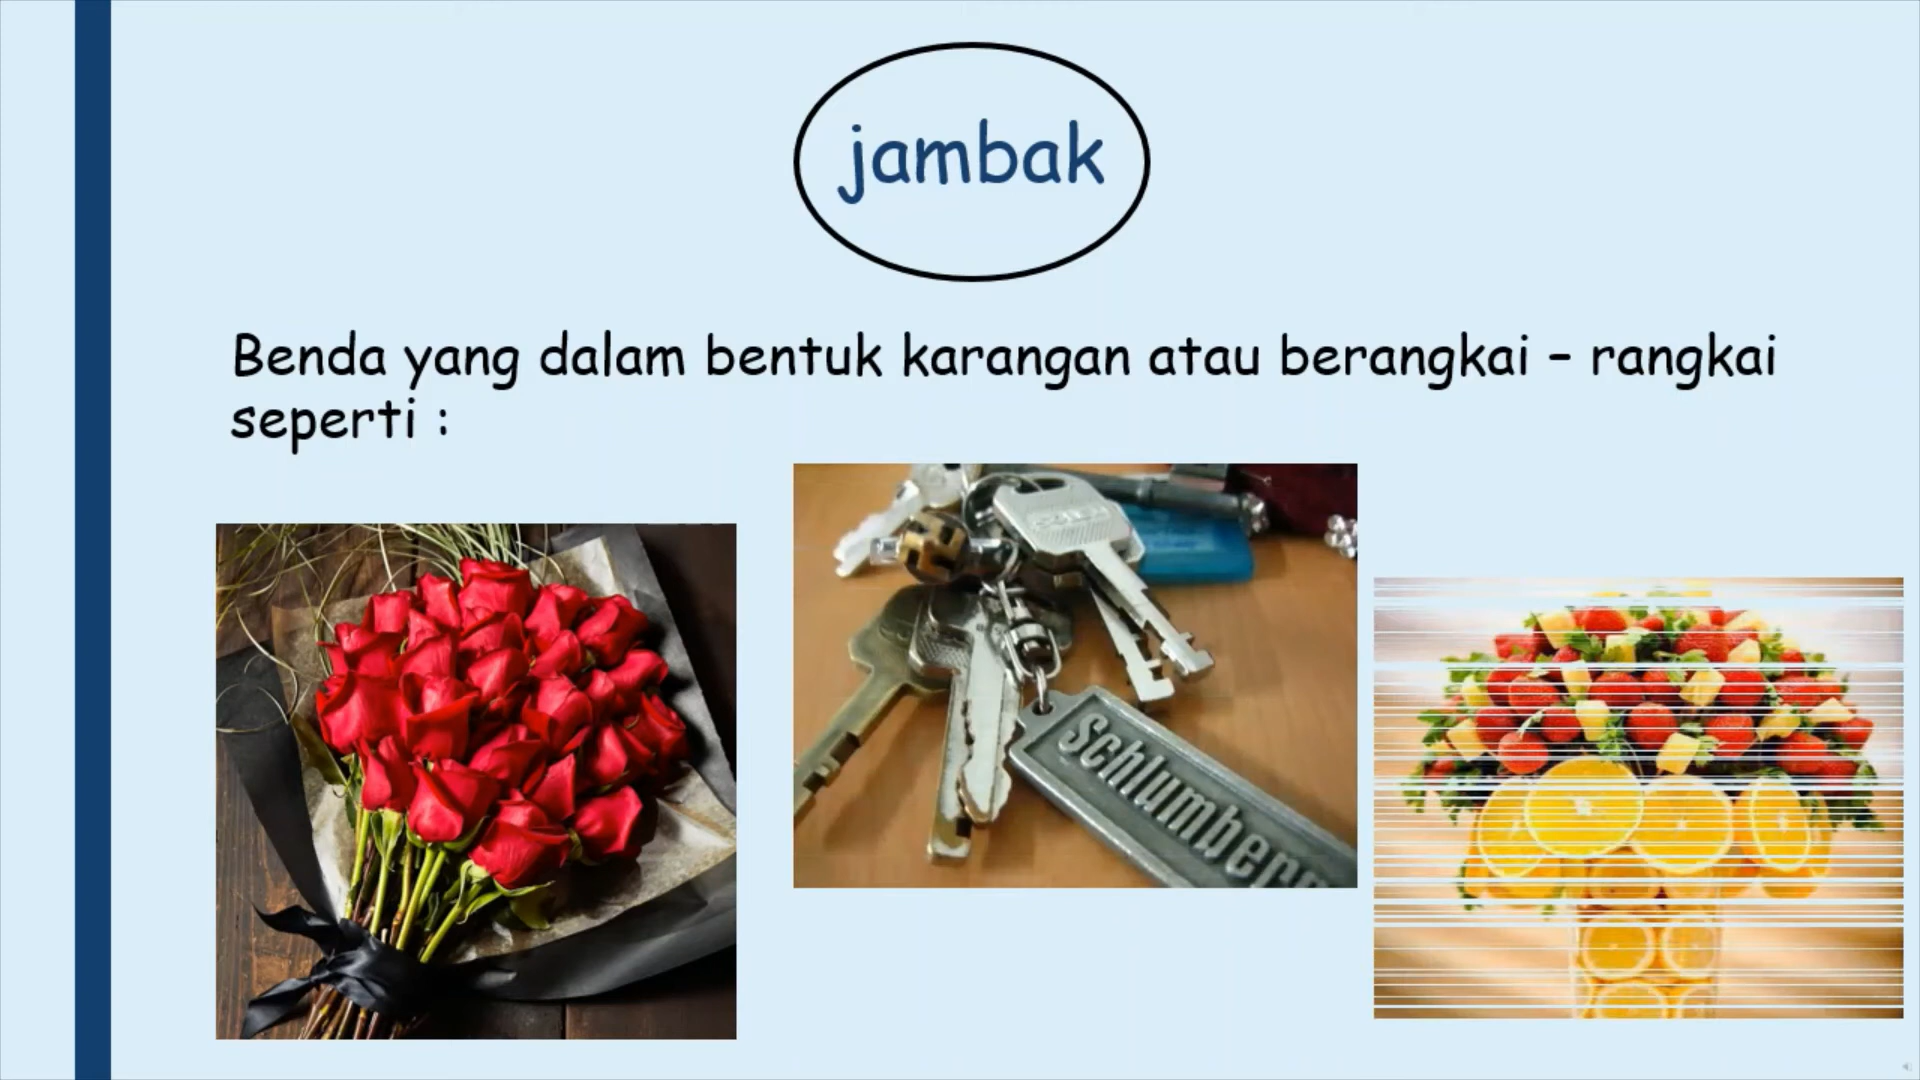 jambak
Benda yang dalam bentuk karangan atau berangkai – rangkai
seperti :
Schlumberg